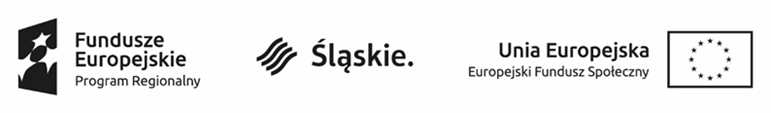 Fundusze
Europejskie
Program Regionalny
Śląskie.
Unia Europejska
Europejski Fundusz Społeczny